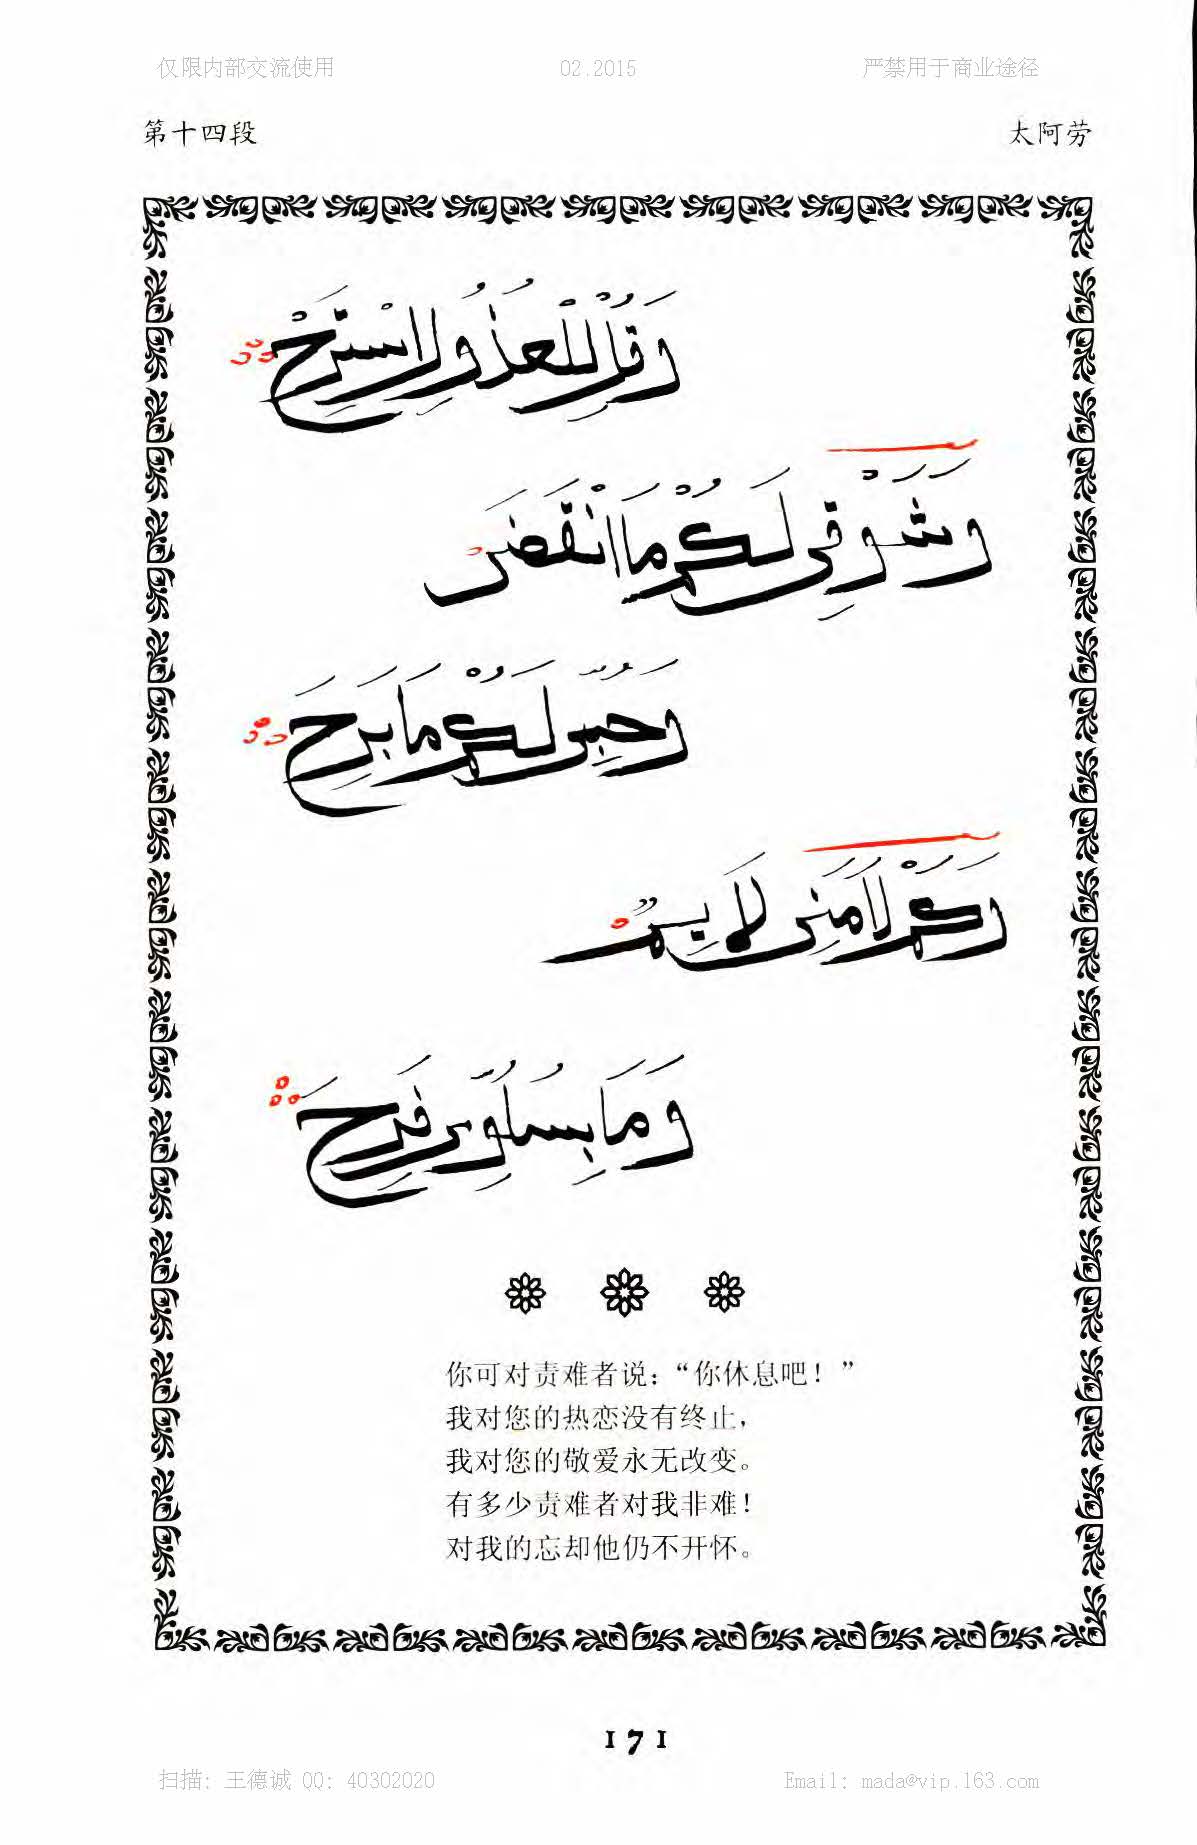 仅限内部交流使用 02.2015 严禁用于商业途径
第十四段 太阿劳
وَقُلْ لِلْعَذُولِ اسْتَرِحْ
وَشَوْقِي لَكُمْ مَا انْقَضَى
وَحُبِّي لَكُمْ مَا بَرِحَ
وَكَمْ لَامَنِي لَائِمٌ
وَمَا بِسُلُوِّي فَرِحَ
你可对责难者说：“你休息吧！”
我对您的热恋没有终止，
我对您的敬爱永无改变。
有多少责难者对我非难！
对我的忘却他仍不开怀。
171
扫描: 王德诚 QQ: 40302020 Email: mada@vip.163.com